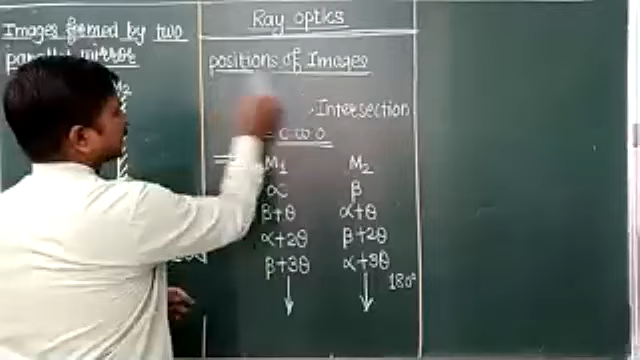 Images formed by two
parallel mirror
M2
Ray optics
positions of Images
Intersection
C W O
M1 M2
α β
β+θ α+θ
α+2θ β+2θ
β+3θ α+3θ
180°